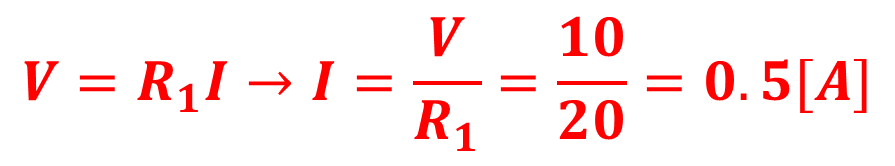 V = R₁I → I = V/R₁ = 10/20 = 0.5[A]